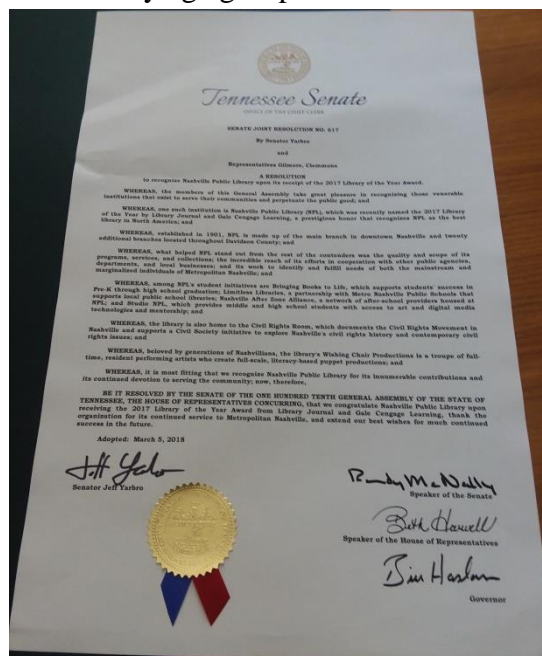 Tennessee Senate
OFFICE OF THE CHIEF CLERK
SENATE JOINT RESOLUTION NO. 617
By Senator Yarbro
and
Representatives Gilmore, Clemmons
A RESOLUTION
to recognize Nashville Public Library upon its receipt of the 2017 Library of the Year Award.
WHEREAS, the members of this General Assembly take great pleasure in recognizing those venerable
institutions that exist to serve their communities and perpetuate the public good; and
WHEREAS, one such institution is Nashville Public Library (NPL), which was recently named the 2017 Library
of the Year by Library Journal and Gale Cengage Learning, a prestigious honor that recognizes NPL as the best
library in North America; and
WHEREAS, established in 1901, NPL is made up of the main branch in downtown Nashville and twenty
additional branches located throughout Davidson County; and
WHEREAS, what helped NPL stand out from the rest of the contenders was the quality and scope of its
programs, services, and collections; the incredible reach of its efforts in cooperation with other public agencies,
departments, and local businesses; and its work to identify and fulfill needs of both the mainstream and
marginalized individuals of Metropolitan Nashville; and
WHEREAS, among NPL's student initiatives are Bringing Books to Life, which supports students' success in
Pre-K through high school graduation; Limitless Libraries, a partnership with Metro Nashville Public Schools that
supports local public school libraries; Nashville After Zone Alliance, a network of after-school providers housed at
NPL; and Studio NPL, which provides middle and high school students with access to art and digital media
technologies and mentorship; and
WHEREAS, the library is also home to the Civil Rights Room, which documents the Civil Rights Movement in
Nashville and supports a Civil Society initiative to explore Nashville's civil rights history and contemporary civil
rights issues; and
WHEREAS, beloved by generations of Nashvillians, the library's Wishing Chair Productions is a troupe of full-
time, resident performing artists who create full-scale, literacy-based puppet productions; and
WHEREAS, it is most fitting that we recognize Nashville Public Library for its innumerable contributions and
its continued devotion to serving the community; now, therefore,
BE IT RESOLVED BY THE SENATE OF THE ONE HUNDRED TENTH GENERAL ASSEMBLY OF THE STATE OF
TENNESSEE, THE HOUSE OF REPRESENTATIVES CONCURRING, that we congratulate Nashville Public Library upon
receiving the 2017 Library of the Year Award from Library Journal and Gale Cengage Learning, thank the
organization for its continued service to Metropolitan Nashville, and extend our best wishes for much continued
success in the future.
Adopted: March 5, 2018
Jeff Yarbro
Senator Jeff Yarbro
Randy McNally
Speaker of the Senate
Beth Harwell
Speaker of the House of Representatives
Bill Haslam
Governor